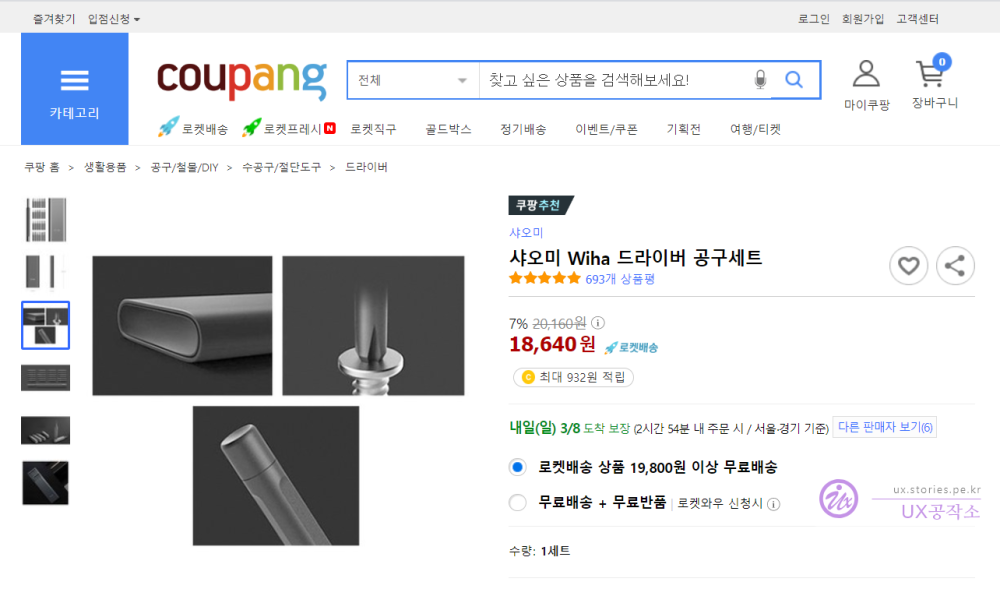 즐겨찾기 입점신청
로그인 회원가입 고객센터
카테고리
coupang
전체
찾고 싶은 상품을 검색해보세요!
마이쿠팡
0
장바구니
로켓배송 로켓프레시 N 로켓직구 골드박스 정기배송 이벤트/쿠폰 기획전 여행/티켓
쿠팡 홈 > 생활용품 > 공구/철물/DIY > 수공구/절단도구 > 드라이버
쿠팡추천
샤오미
샤오미 Wiha 드라이버 공구세트
693개 상품평
7% 20,160원
18,640원 로켓배송
C 최대 932원 적립
내일(일) 3/8 도착 보장 (2시간 54분 내 주문 시 / 서울·경기 기준) 다른 판매자 보기(6)
로켓배송 상품 19,800원 이상 무료배송
무료배송 + 무료반품 로켓와우 신청시
수량: 1세트
Ux
ux.stories.pe.kr
UX공작소